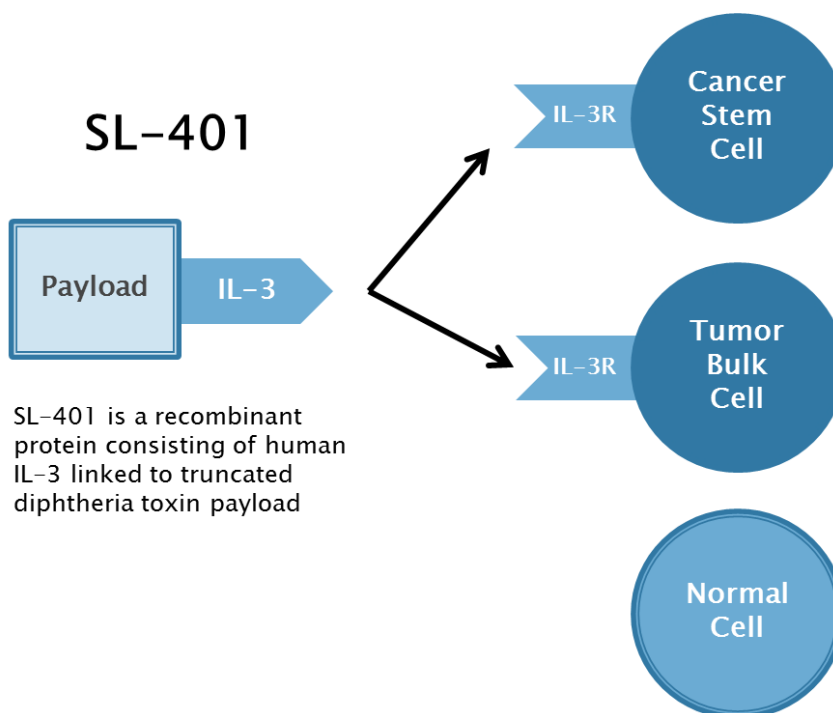 SL-401
Payload
IL-3
SL-401 is a recombinant
protein consisting of human
IL-3 linked to truncated
diphtheria toxin payload
IL-3R
Cancer
Stem
Cell
IL-3R
Tumor
Bulk
Cell
Normal
Cell